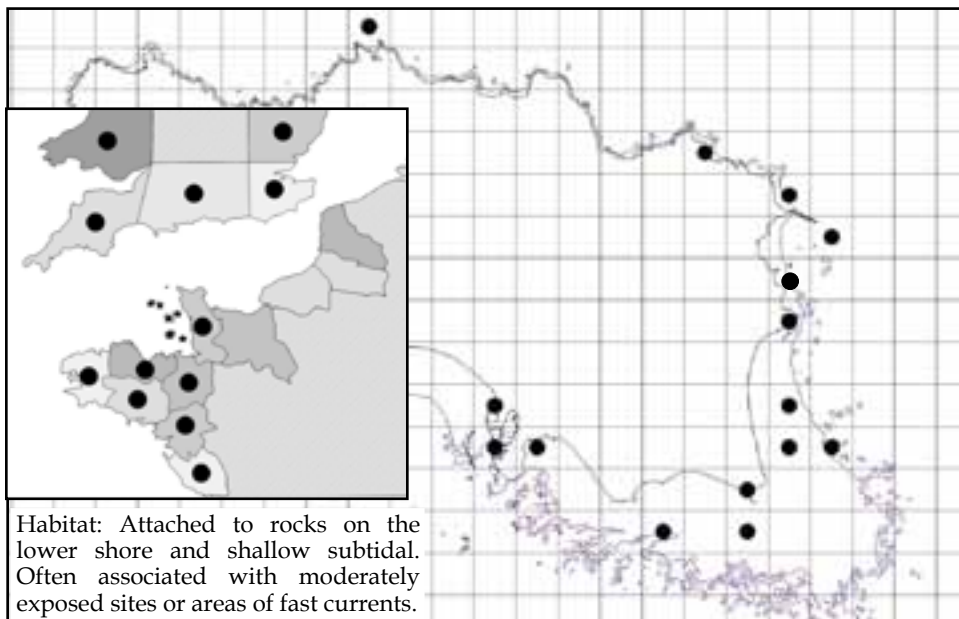 Habitat: Attached to rocks on the
lower shore and shallow subtidal.
Often associated with moderately
exposed sites or areas of fast currents.